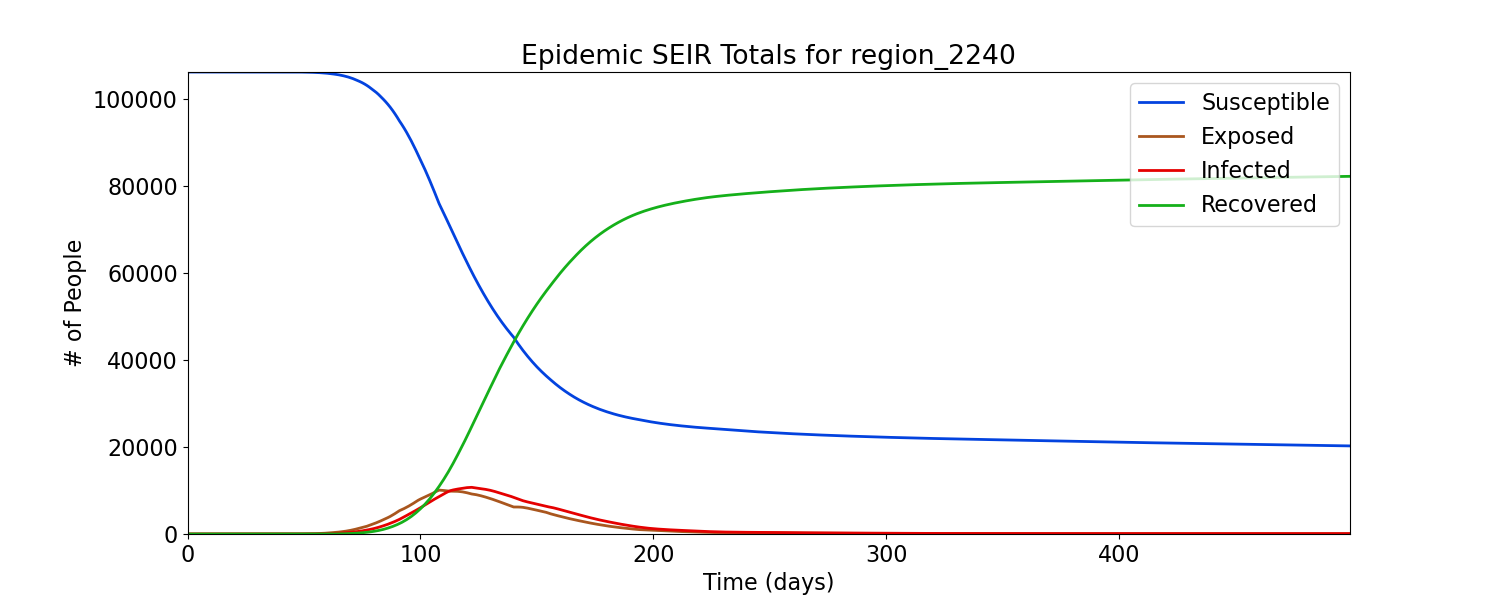 Epidemic SEIR Totals for region_2240
# of People
100000
80000
60000
40000
20000
0
0 100 200 300 400
Time (days)
Susceptible
Exposed
Infected
Recovered